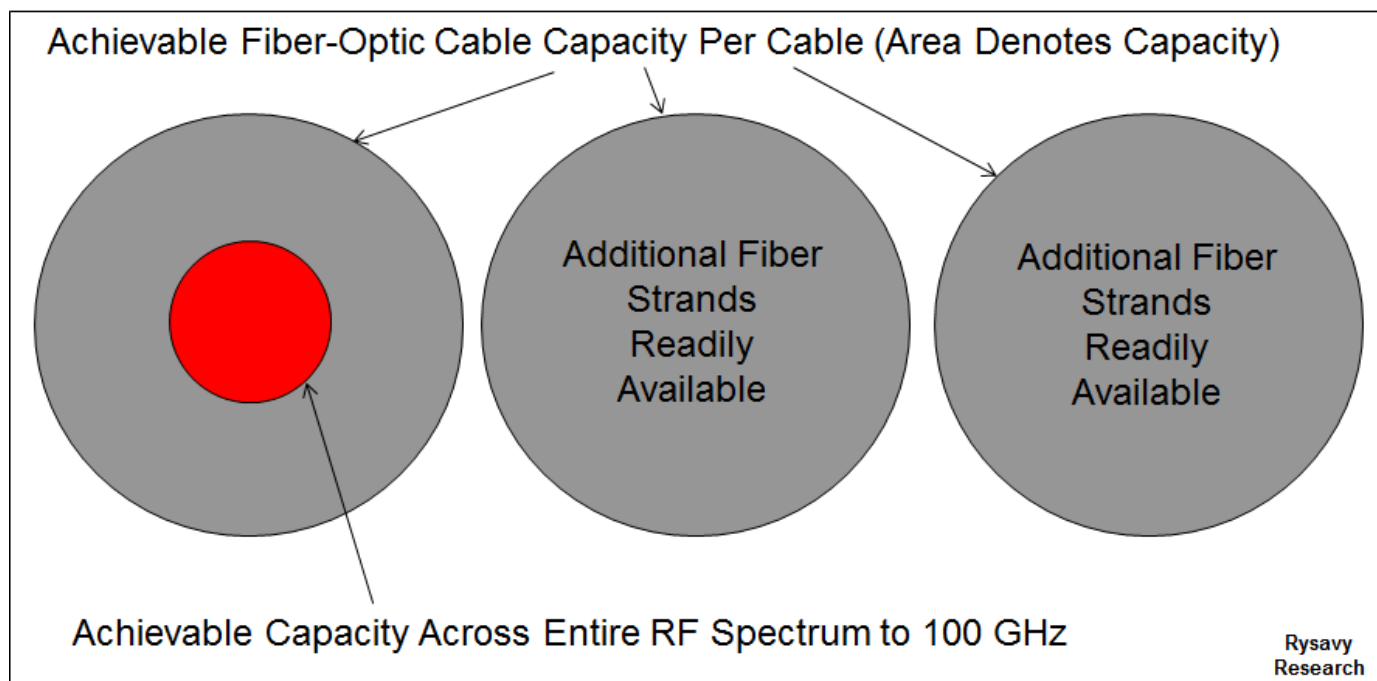 Achievable Fiber-Optic Cable Capacity Per Cable (Area Denotes Capacity)
Additional Fiber
Strands
Readily
Available
Additional Fiber
Strands
Readily
Available
Achievable Capacity Across Entire RF Spectrum to 100 GHz
Rysavy
Research